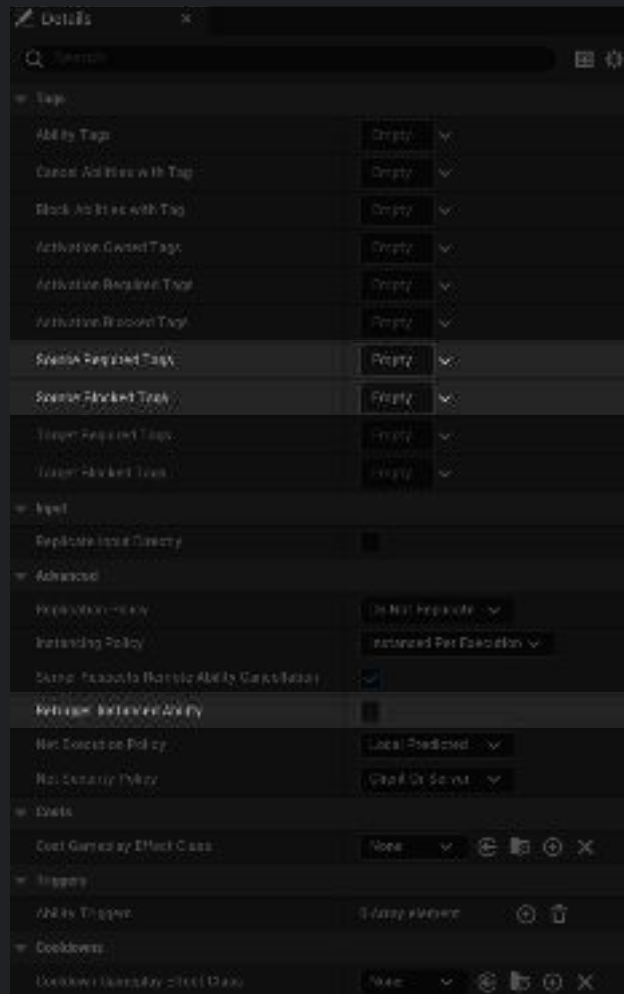 Details
Search
Tags
Ability Tags Empty
Cancel Abilities with Tag Empty
Block Abilities with Tag Empty
Activation Owned Tags Empty
Activation Required Tags Empty
Activation Blocked Tags Empty
Source Required Tags Empty
Source Blocked Tags Empty
Target Required Tags Empty
Target Blocked Tags Empty
Input
Replicate Input Directly
Advanced
Replication Policy Do Not Replicate
Instancing Policy Instanced Per Execution
Server Respects Remote Ability Cancellation
Retrigger Instanced Ability
Net Execution Policy Local Predicted
Net Security Policy Client Or Server
Costs
Cost Gameplay Effect Class None
Triggers
Ability Triggers 0 Array element
Cooldowns
Cooldown Gameplay Effect Class None